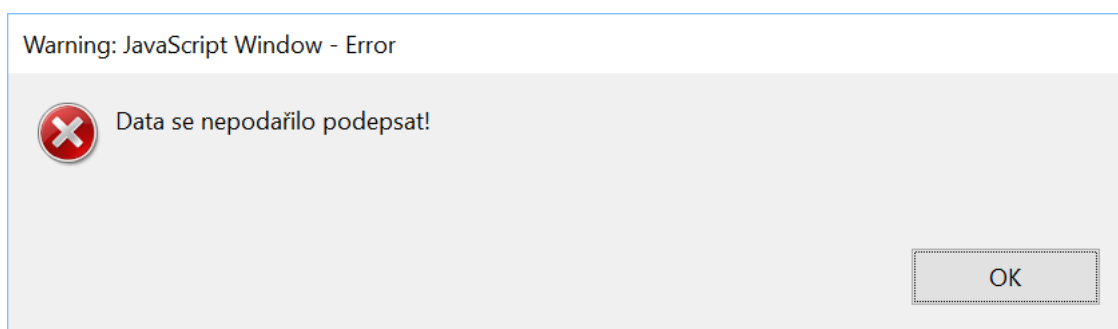 Warning: JavaScript Window - Error
Data se nepodařilo podepsat!
OK